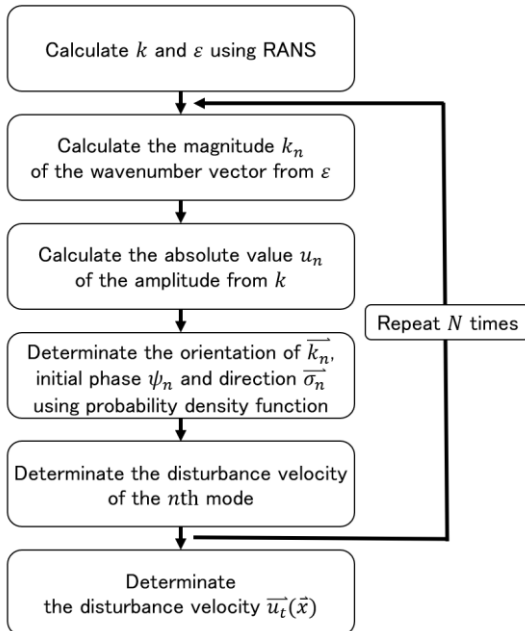 Calculate k and ε using RANS
Calculate the magnitude kₙ
of the wavenumber vector from ε
Calculate the absolute value uₙ
of the amplitude from k
Repeat N times
Determinate the orientation of k⃗ₙ,
initial phase ψₙ and direction σ⃗ₙ
using probability density function
Determinate the disturbance velocity
of the nth mode
Determinate
the disturbance velocity u⃗ₜ(x⃗)